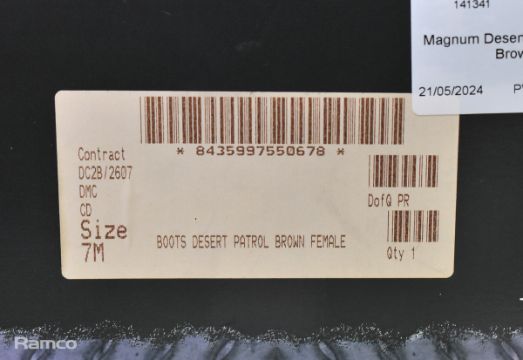 141341
Magnum Desert
Brow
21/05/2024 P
* 8435997550678 *
Contract
DC2B/2607
DMC
CD
Size
7M
DofQ PR
BOOTS DESERT PATROL BROWN FEMALE
Qty 1
Ramco